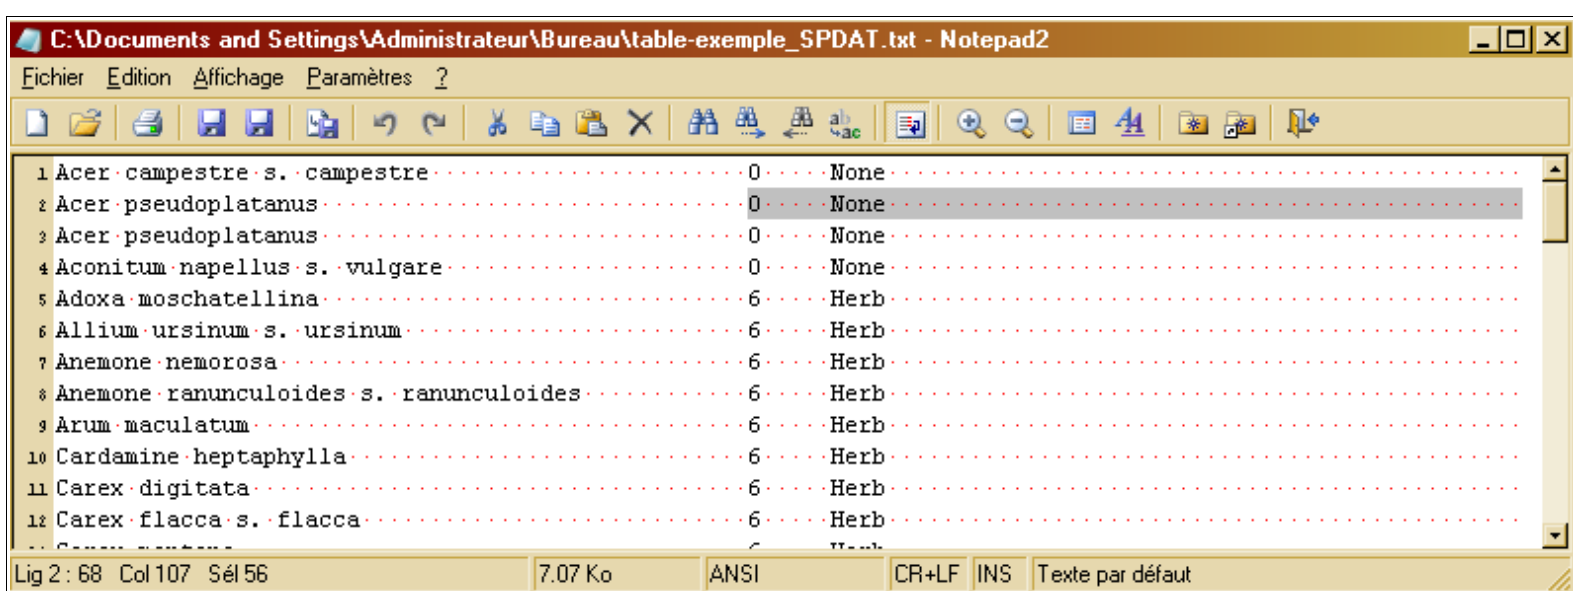 C:\Documents and Settings\Administrateur\Bureau\table-exemple_SPDAT.txt - Notepad2
Fichier Edition Affichage Paramètres ?
1 Acer campestre s. campestre 0 None
2 Acer pseudoplatanus 0 None
3 Acer pseudoplatanus 0 None
4 Aconitum napellus s. vulgare 0 None
5 Adoxa moschatellina 6 Herb
6 Allium ursinum s. ursinum 6 Herb
7 Anemone nemorosa 6 Herb
8 Anemone ranunculoides s. ranunculoides 6 Herb
9 Arum maculatum 6 Herb
10 Cardamine heptaphylla 6 Herb
11 Carex digitata 6 Herb
12 Carex flacca s. flacca 6 Herb
Lig 2 : 68 Col 107 Sél 56 7.07 Ko ANSI CR+LF INS Texte par défaut